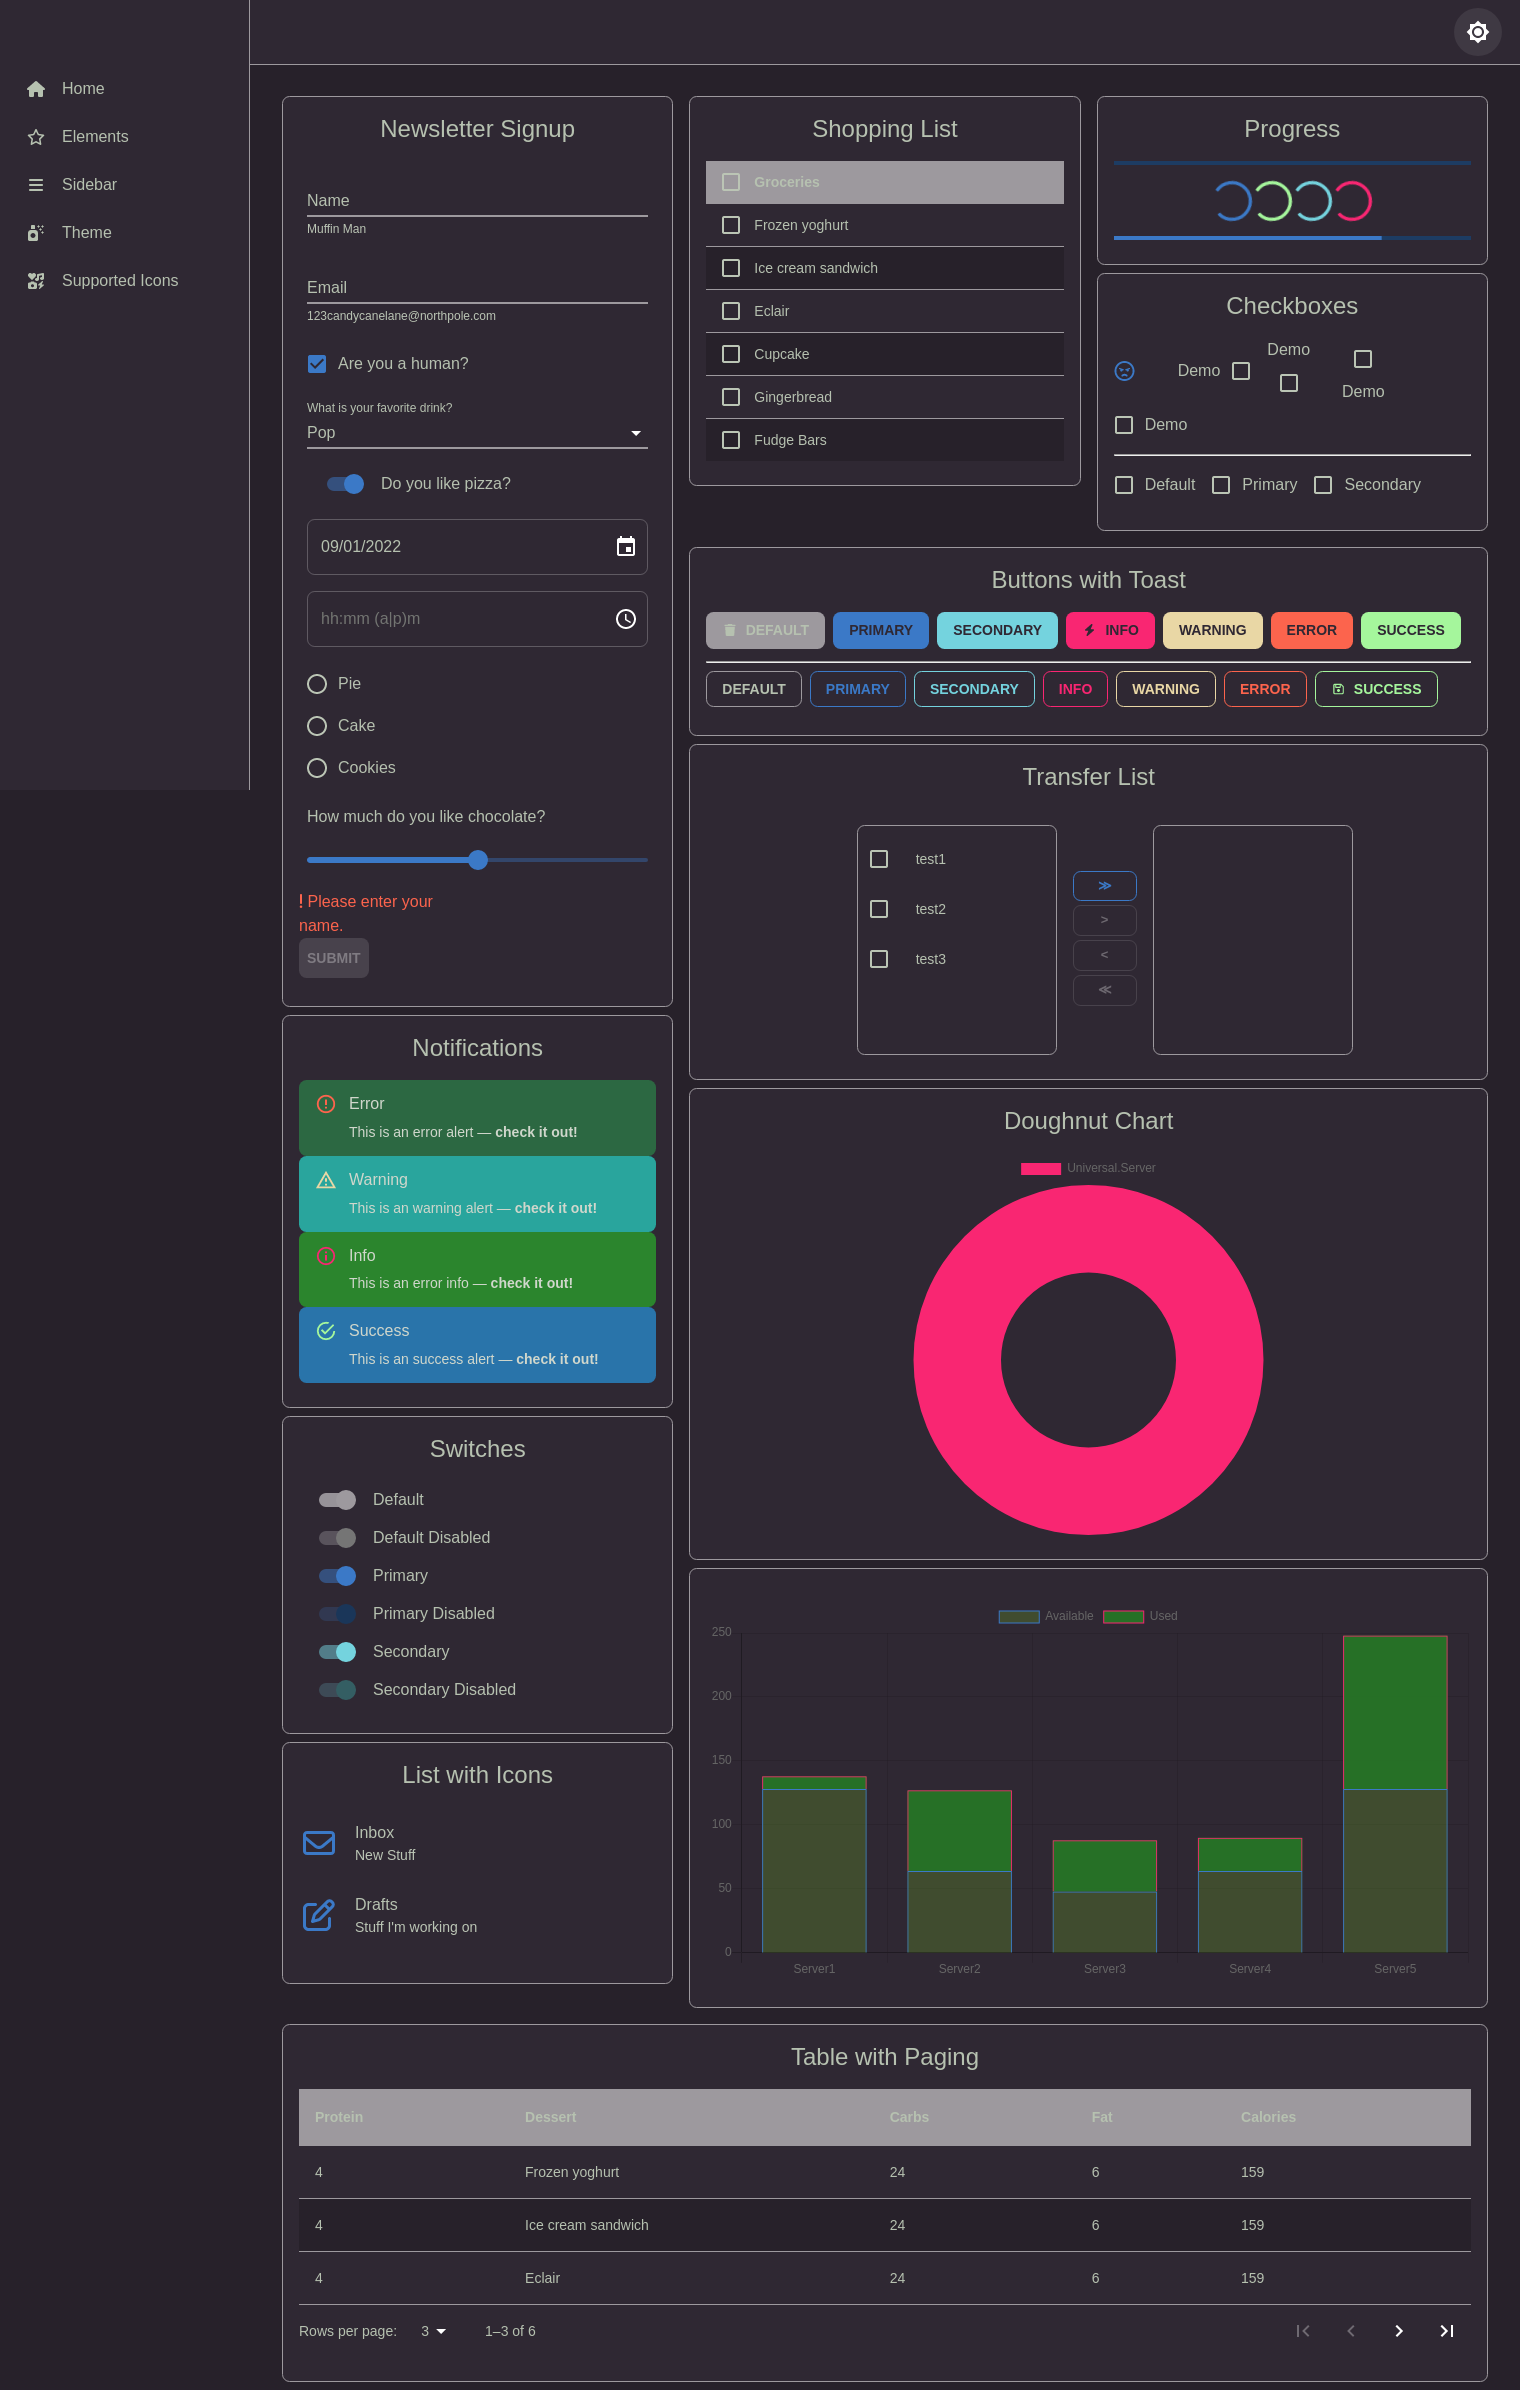 Home
Elements
Sidebar
Theme
Supported Icons
Newsletter Signup
Name
Muffin Man
Email
123candycanelane@northpole.com
Are you a human?
What is your favorite drink?
Pop
Do you like pizza?
09/01/2022
hh:mm (a|p)m
Pie
Cake
Cookies
How much do you like chocolate?
! Please enter your
name.
SUBMIT
Notifications
Error
This is an error alert — check it out!
Warning
This is an warning alert — check it out!
Info
This is an error info — check it out!
Success
This is an success alert — check it out!
Switches
Default
Default Disabled
Primary
Primary Disabled
Secondary
Secondary Disabled
List with Icons
Inbox
New Stuff
Drafts
Stuff I'm working on
Shopping List
Groceries
Frozen yoghurt
Ice cream sandwich
Eclair
Cupcake
Gingerbread
Fudge Bars
Progress
Checkboxes
Demo
Demo
Demo
Demo
Default Primary Secondary
Buttons with Toast
DEFAULT PRIMARY SECONDARY INFO WARNING ERROR SUCCESS
DEFAULT PRIMARY SECONDARY INFO WARNING ERROR SUCCESS
Transfer List
test1
test2
test3
≫
>
<
≪
Doughnut Chart
Universal.Server
Available Used
250
200
150
100
50
0
Server1 Server2 Server3 Server4 Server5
Table with Paging
Protein Dessert Carbs Fat Calories
4 Frozen yoghurt 24 6 159
4 Ice cream sandwich 24 6 159
4 Eclair 24 6 159
Rows per page: 3 1–3 of 6